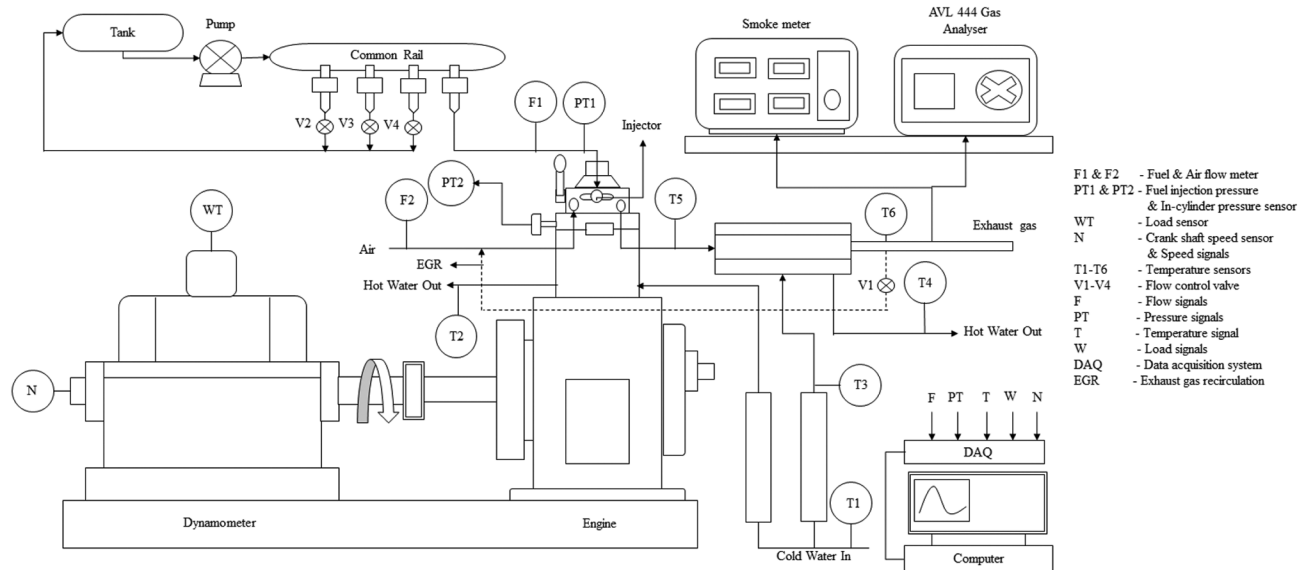 Tank
Pump
Common Rail
V2
V3
V4
F1
PT1
Injector
Smoke meter
AVL 444 Gas
Analyser
PT2
F2
T5
T6
Exhaust gas
Air
EGR
Hot Water Out
T2
V1
T4
Hot Water Out
WT
N
T3
T1
Cold Water In
Dynamometer
Engine
F PT T W N
DAQ
Computer
F1 & F2 - Fuel & Air flow meter
PT1 & PT2 - Fuel injection pressure
& In-cylinder pressure sensor
WT - Load sensor
N - Crank shaft speed sensor
& Speed signals
T1-T6 - Temperature sensors
V1-V4 - Flow control valve
F - Flow signals
PT - Pressure signals
T - Temperature signal
W - Load signals
DAQ - Data acquisition system
EGR - Exhaust gas recirculation